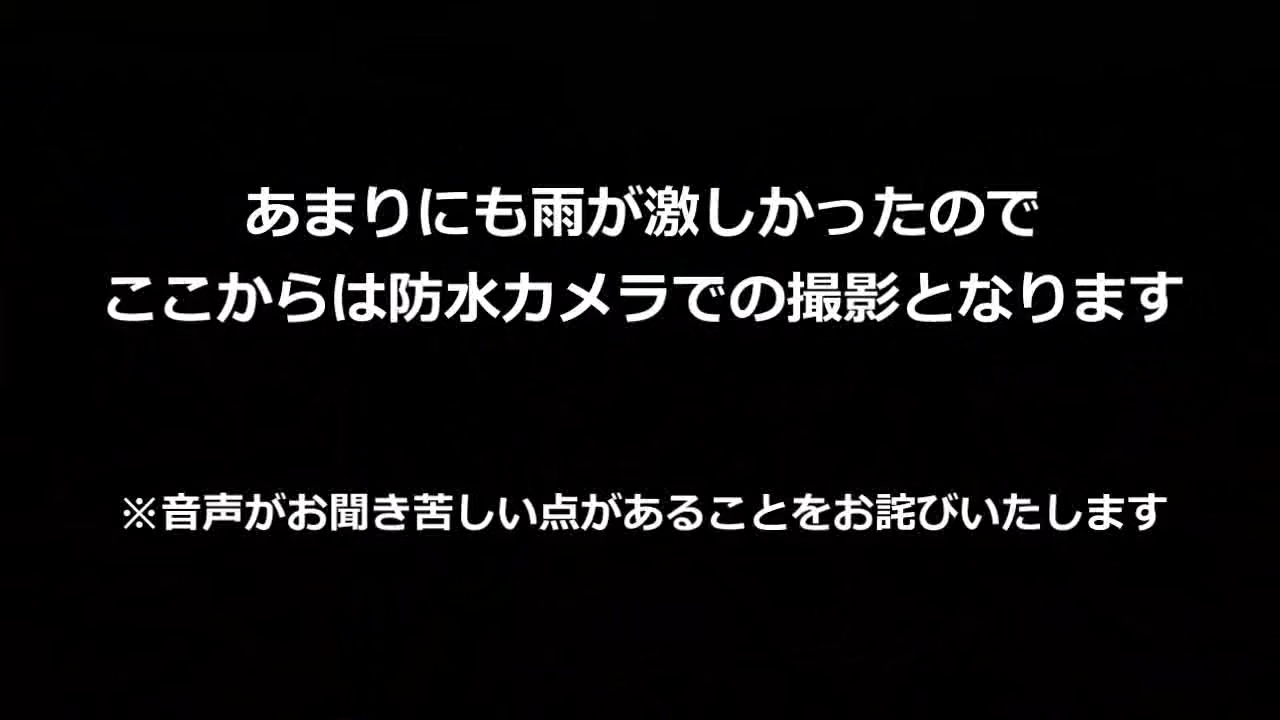 あまりにも雨が激しかったので
ここからは防水カメラでの撮影となります
※音声がお聞き苦しい点があることをお詫びいたします